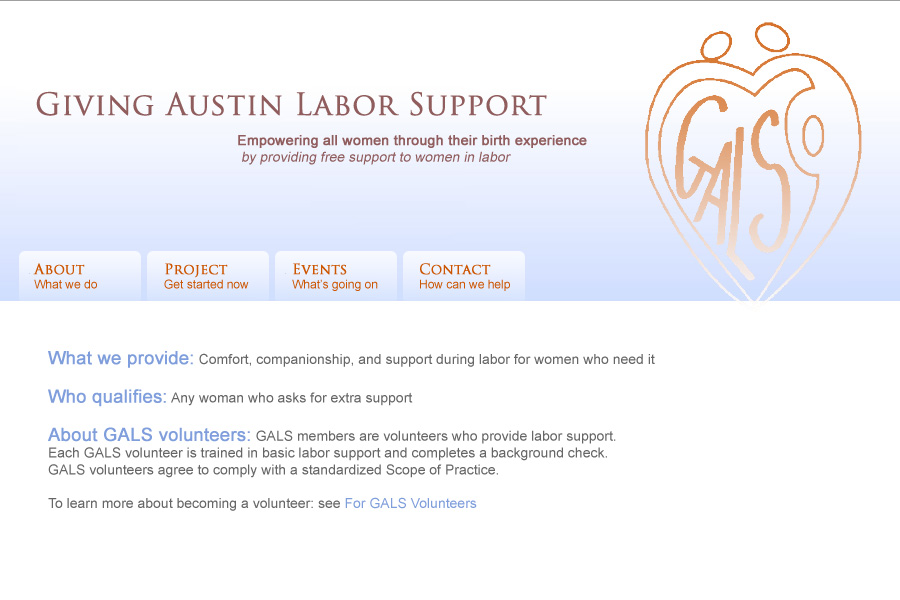 GIVING AUSTIN LABOR SUPPORT
Empowering all women through their birth experience
by providing free support to women in labor
GALS
ABOUT
What we do
PROJECT
Get started now
EVENTS
What's going on
CONTACT
How can we help
What we provide: Comfort, companionship, and support during labor for women who need it
Who qualifies: Any woman who asks for extra support
About GALS volunteers: GALS members are volunteers who provide labor support.
Each GALS volunteer is trained in basic labor support and completes a background check.
GALS volunteers agree to comply with a standardized Scope of Practice.
To learn more about becoming a volunteer: see For GALS Volunteers